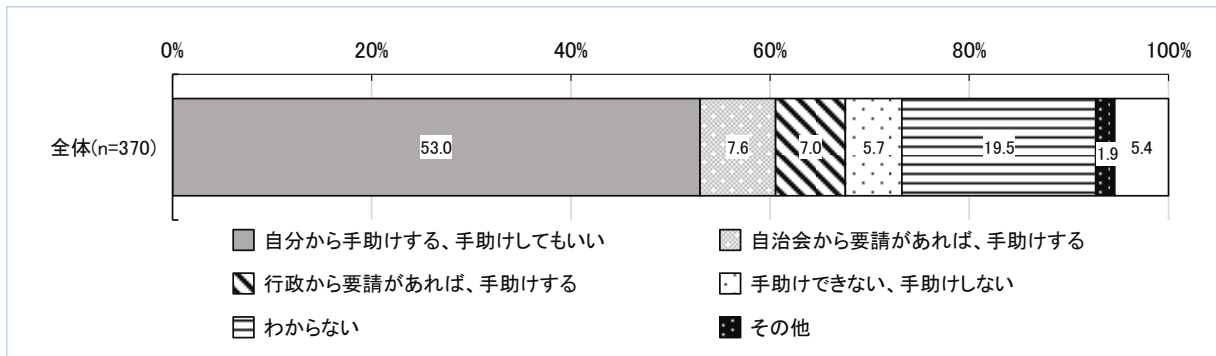 0% 20% 40% 60% 80% 100%
全体(n=370) 53.0 7.6 7.0 5.7 19.5 1.9 5.4
自分から手助けする、手助けしてもいい 自治会から要請があれば、手助けする
行政から要請があれば、手助けする 手助けできない、手助けしない
わからない その他